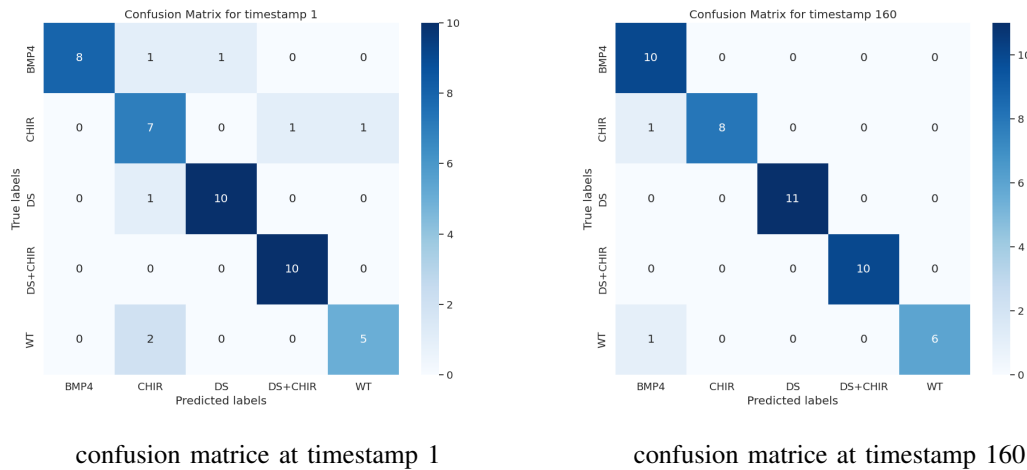 Confusion Matrix for timestamp 1
BMP4 8 1 1 0 0
CHIR 0 7 0 1 1
DS 0 1 10 0 0
DS+CHIR 0 0 0 10 0
WT 0 2 0 0 5
True labels
BMP4 CHIR DS DS+CHIR WT
Predicted labels
10
8
6
4
2
0
confusion matrice at timestamp 1
Confusion Matrix for timestamp 160
BMP4 10 0 0 0 0
CHIR 1 8 0 0 0
DS 0 0 11 0 0
DS+CHIR 0 0 0 10 0
WT 1 0 0 0 6
True labels
BMP4 CHIR DS DS+CHIR WT
Predicted labels
10
8
6
4
2
0
confusion matrice at timestamp 160